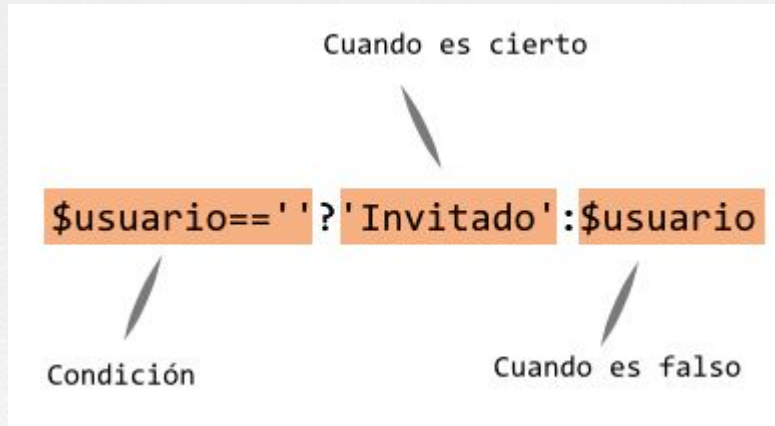 Cuando es cierto
$usuario==''?'Invitado':$usuario
Condición
Cuando es falso